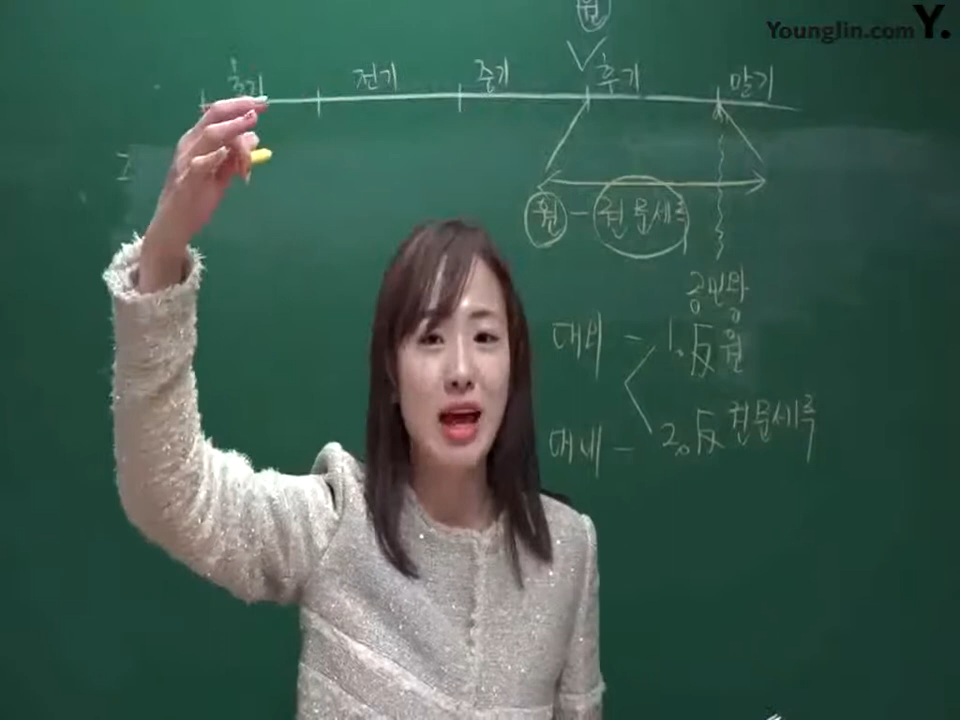 YoungJin.com Y.
원
초기 전기 중기 후기 말기
원 - 권문세족
공민왕
대외 - 1. 反원
대내 - 2. 反권문세족